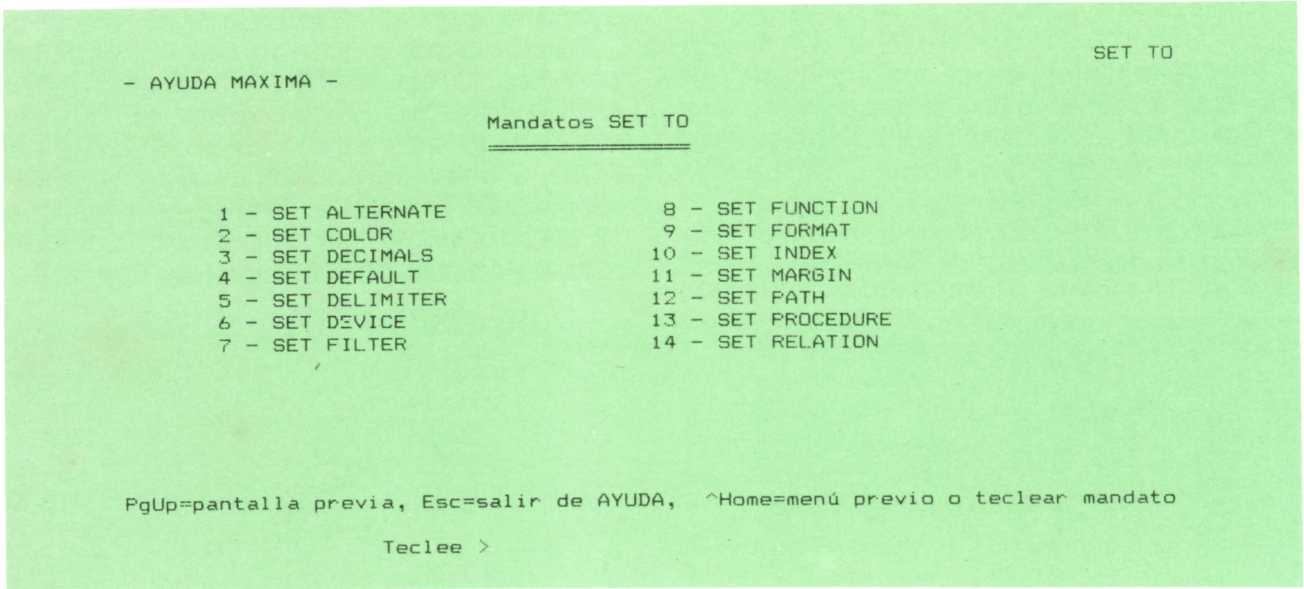 SET TO
- AYUDA MAXIMA -
Mandatos SET TO
1 - SET ALTERNATE
2 - SET COLOR
3 - SET DECIMALS
4 - SET DEFAULT
5 - SET DELIMITER
6 - SET DEVICE
7 - SET FILTER
8 - SET FUNCTION
9 - SET FORMAT
10 - SET INDEX
11 - SET MARGIN
12 - SET PATH
13 - SET PROCEDURE
14 - SET RELATION
PgUp=pantalla previa, Esc=salir de AYUDA, ^Home=menú previo o teclear mandato
Teclee >